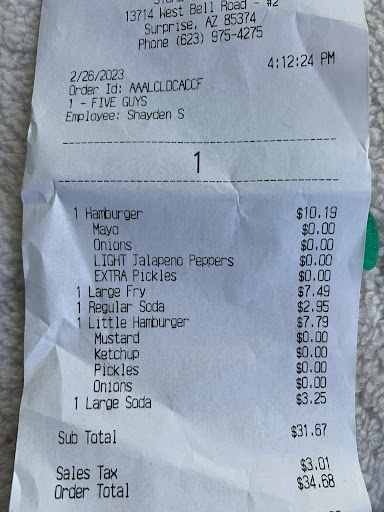 13714 West Bell Road - #2
Surprise, AZ 85374
Phone (623) 975-4275
4:12:24 PM
2/26/2023
Order Id: AAALCLDCACCF
1 - FIVE GUYS
Employee: Shayden S
1
1 Hamburger $10.19
Mayo $0.00
Onions $0.00
LIGHT Jalapeno Peppers $0.00
EXTRA Pickles $0.00
1 Large Fry $7.49
1 Regular Soda $2.95
1 Little Hamburger $7.79
Mustard $0.00
Ketchup $0.00
Pickles $0.00
Onions $0.00
1 Large Soda $3.25
Sub Total $31.67
Sales Tax $3.01
Order Total $34.68